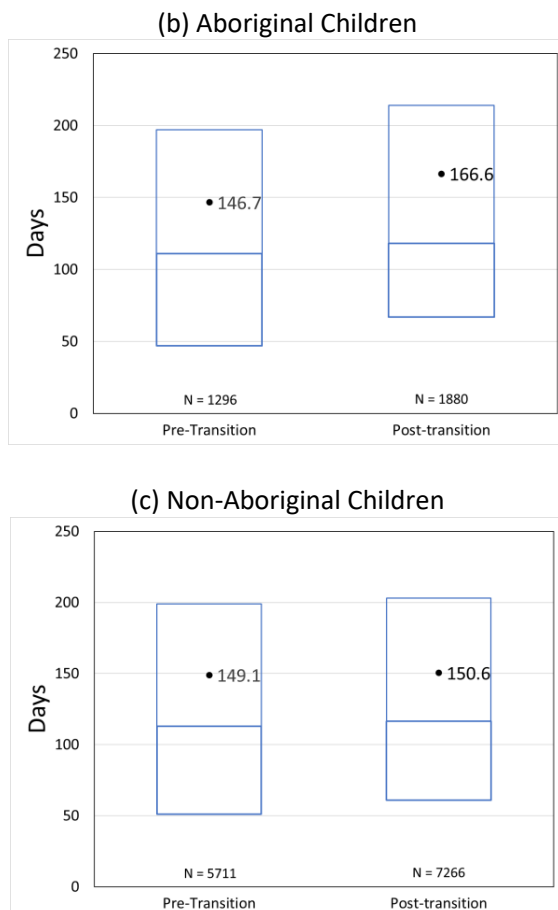 (b) Aboriginal Children
250
200
150
100
50
0
Days
146.7
166.6
N = 1296
N = 1880
Pre-Transition
Post-transition
(c) Non-Aboriginal Children
250
200
150
100
50
0
Days
149.1
150.6
N = 5711
N = 7266
Pre-Transition
Post-transition